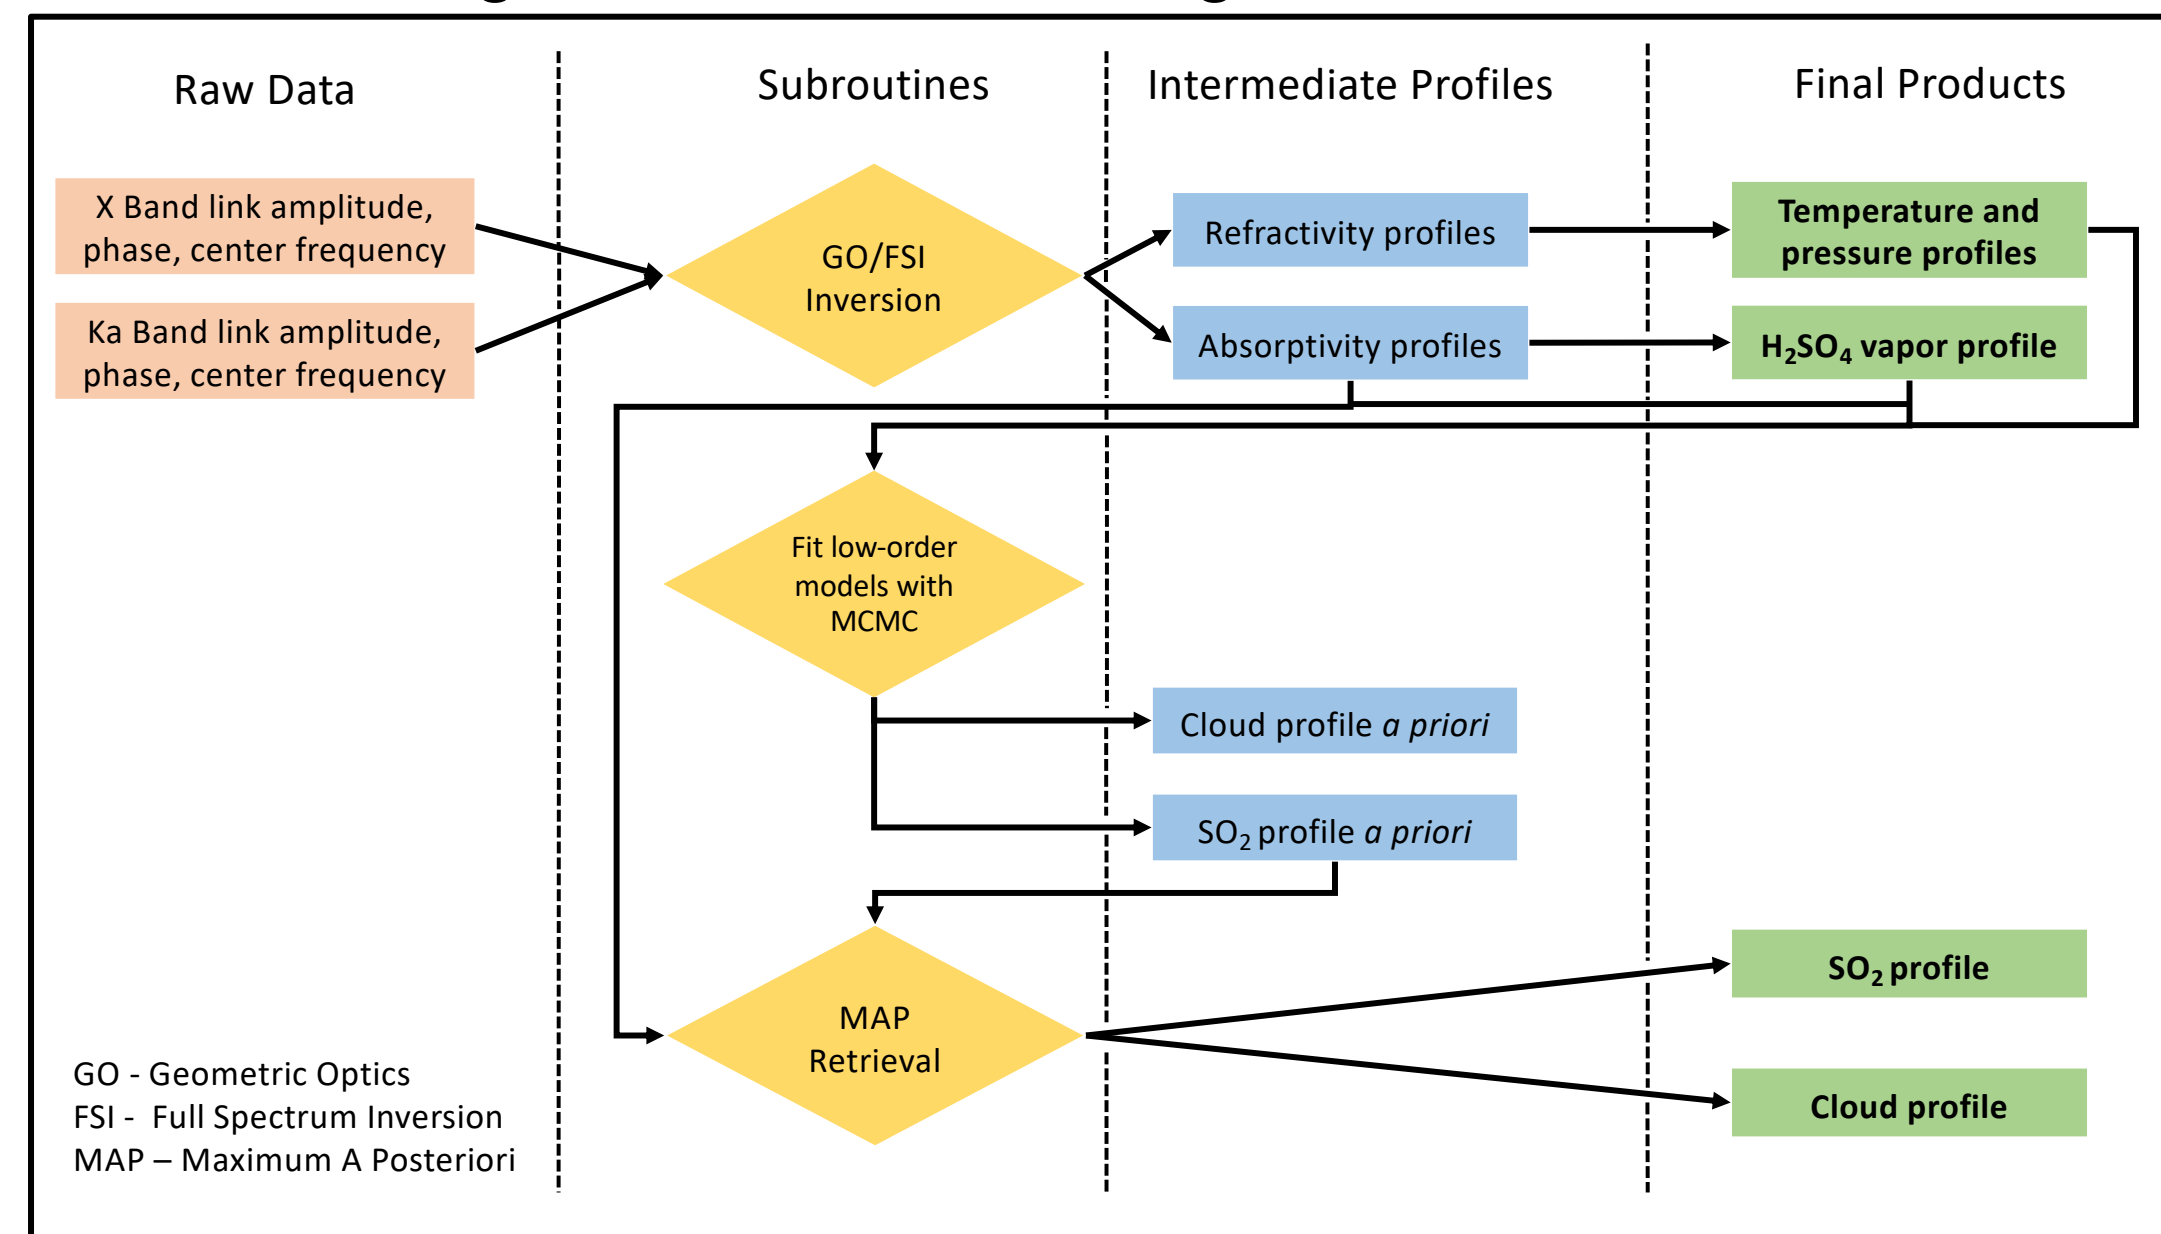 Raw Data
Subroutines
Intermediate Profiles
Final Products
X Band link amplitude,
phase, center frequency
Ka Band link amplitude,
phase, center frequency
GO/FSI
Inversion
Refractivity profiles
Absorptivity profiles
Temperature and
pressure profiles
H₂SO₄ vapor profile
Fit low-order
models with
MCMC
Cloud profile a priori
SO₂ profile a priori
MAP
Retrieval
SO₂ profile
Cloud profile
GO - Geometric Optics
FSI - Full Spectrum Inversion
MAP – Maximum A Posteriori